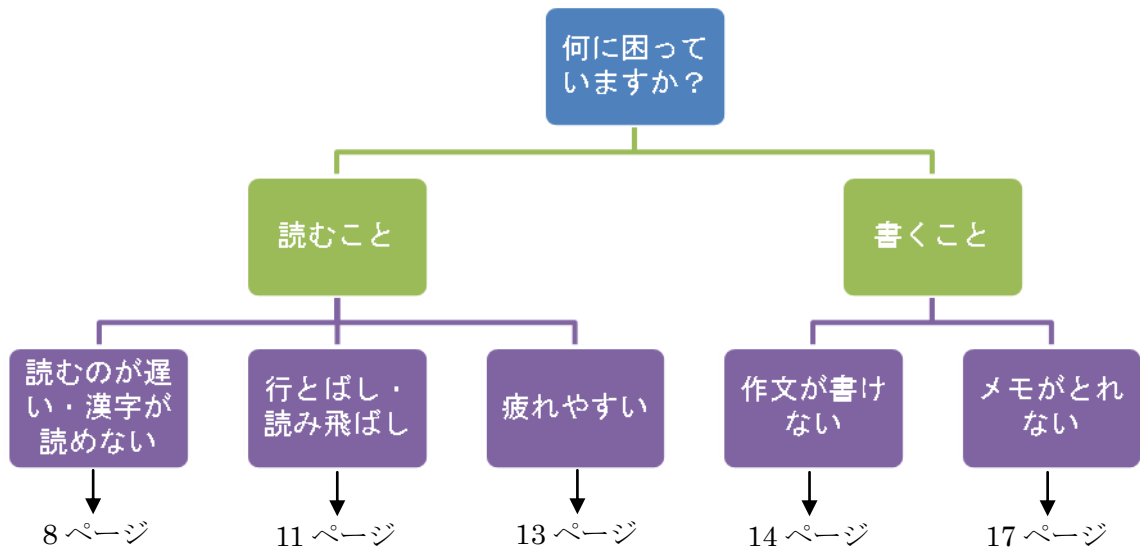 何に困って
いますか？
読むこと
書くこと
読むのが遅
い・漢字が
読めない
行とばし・
読み飛ばし
疲れやすい
作文が書け
ない
メモがとれ
ない
8 ページ
11 ページ
13 ページ
14 ページ
17 ページ